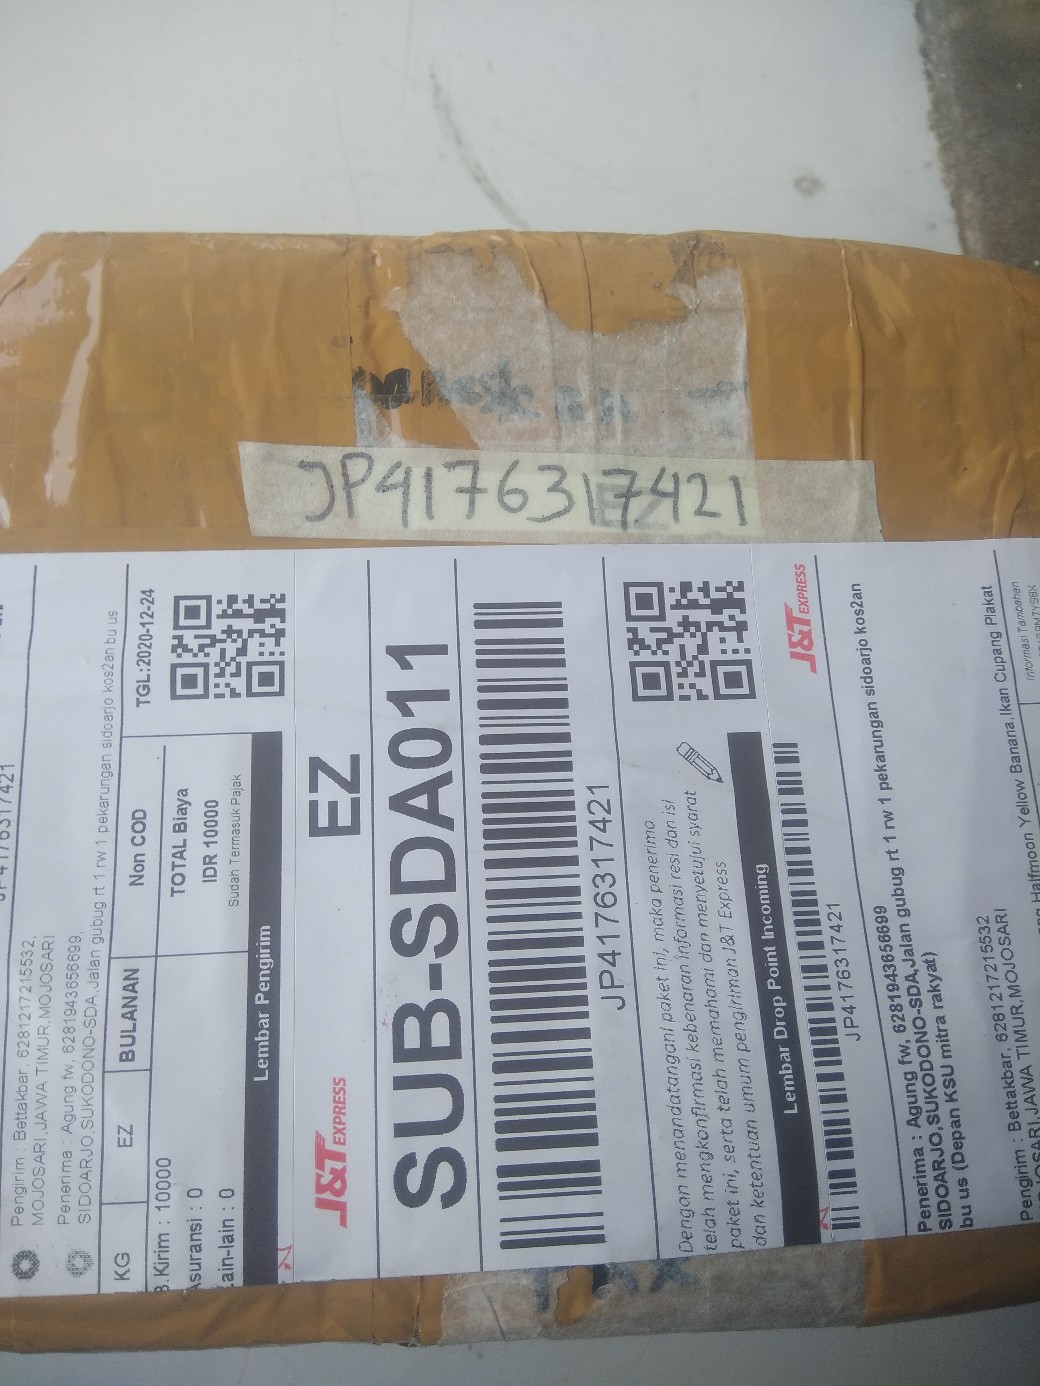 JP4176317421
JP4176317421
Pengirim : Bettakbar, 6281217215532,
MOJOSARI,JAWA TIMUR,MOJOSARI
Penerima : Agung fw, 6281943656699,
SIDOARJO,SUKODONO-SDA,Jalan gubug rt 1 rw 1 pekarungan sidoarjo kos2an bu us
KG EZ BULANAN Non COD TGL:2020-12-24
B.Kirim : 10000
Asuransi : 0
Lain-lain : 0
TOTAL Biaya
IDR 10000
Sudah Termasuk Pajak
Lembar Pengirim
J&T EXPRESS EZ
SUB-SDA011
JP4176317421
Dengan menandatangani paket ini, maka penerima
telah mengkonfirmasi kebenaran informasi resi dan isi
paket ini, serta telah memahami dan menyetujui syarat
dan ketentuan umum pengiriman J&T Express
Lembar Drop Point Incoming
J&T EXPRESS
JP4176317421
Penerima : Agung fw, 6281943656699
SIDOARJO,SUKODONO-SDA,Jalan gubug rt 1 rw 1 pekarungan sidoarjo kos2an
bu us (Depan KSU mitra rakyat)
Pengirim : Bettakbar, 6281217215532
MOJOSARI,JAWA TIMUR,MOJOSARI
Halfmoon Yellow Banana,Ikan Cupang Plakat
Informasi Tambahan